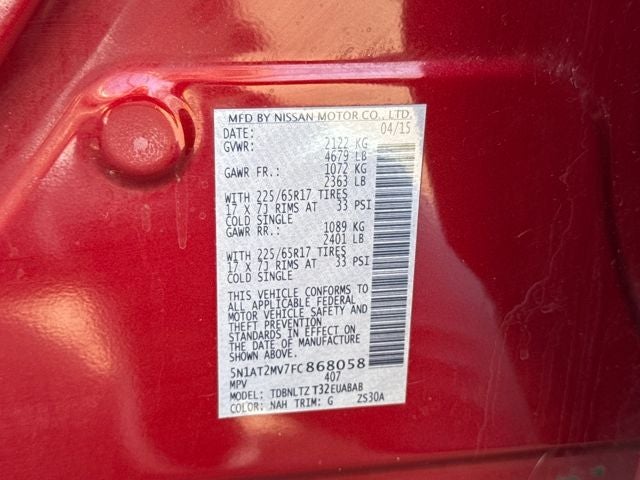 MFD BY NISSAN MOTOR CO., LTD.
DATE: 04/15
GVWR: 2122 KG
4679 LB
GAWR FR.: 1072 KG
2363 LB
WITH 225/65R17 TIRES
17 X 7J RIMS AT 33 PSI
COLD SINGLE
GAWR RR.: 1089 KG
2401 LB
WITH 225/65R17 TIRES
17 X 7J RIMS AT 33 PSI
COLD SINGLE
THIS VEHICLE CONFORMS TO
ALL APPLICABLE FEDERAL
MOTOR VEHICLE SAFETY AND
THEFT PREVENTION
STANDARDS IN EFFECT ON
THE DATE OF MANUFACTURE
SHOWN ABOVE.
5N1AT2MV7FC868058
MPV 407
MODEL: TDBNLTZ T32EUABAB
COLOR: NAH TRIM: G ZS30A